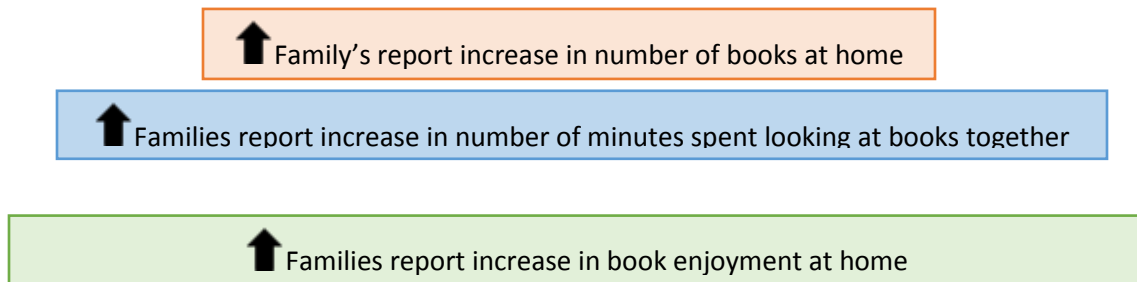 Family’s report increase in number of books at home
Families report increase in number of minutes spent looking at books together
Families report increase in book enjoyment at home